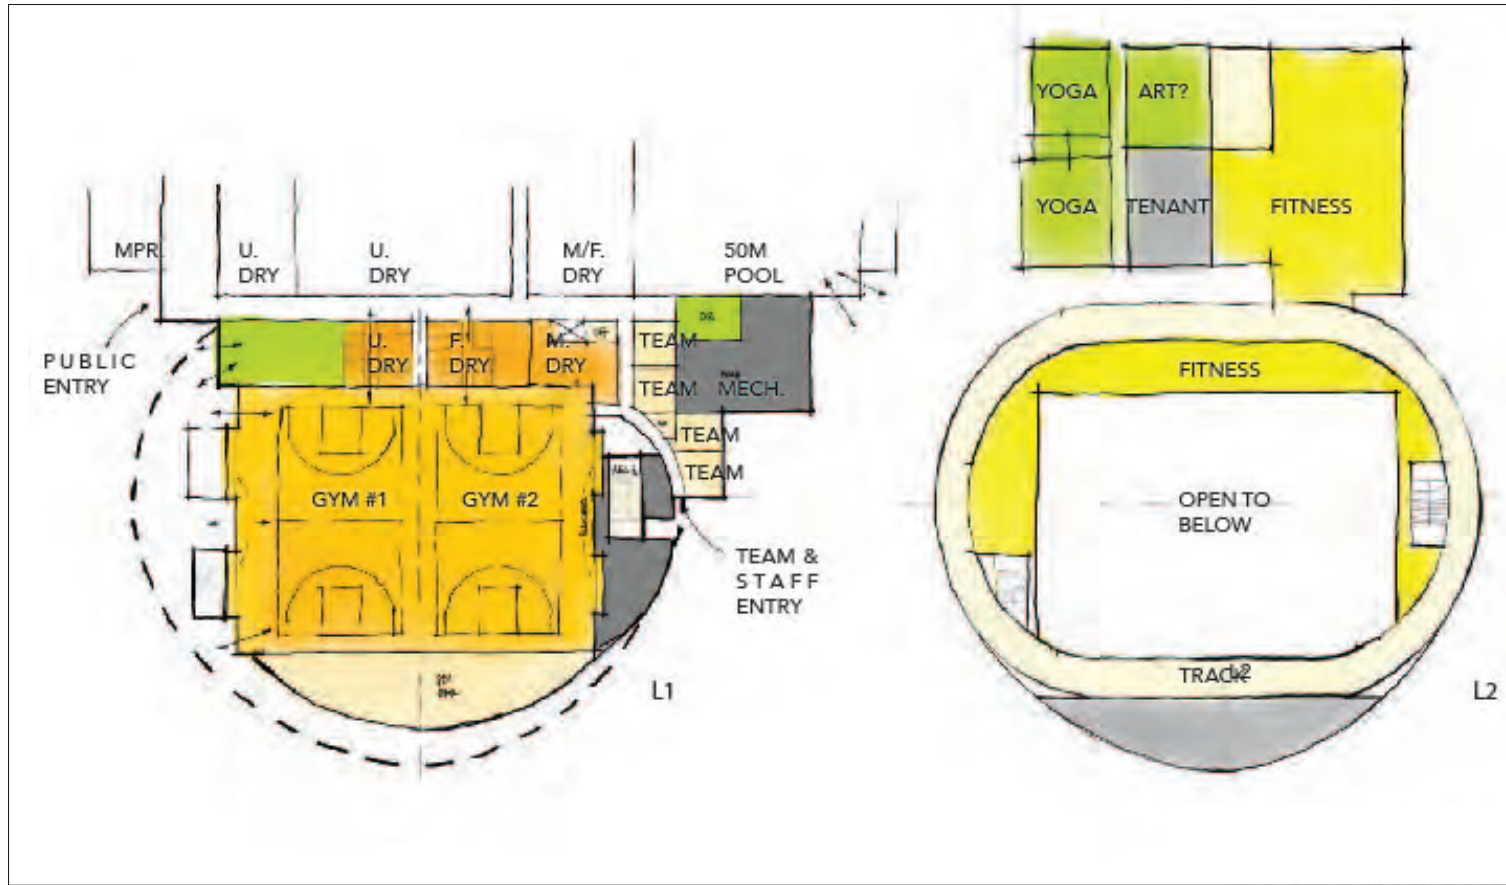 YOGA
ART?
YOGA
TENANT
FITNESS
MPR
U.
DRY
U.
DRY
M/F.
DRY
50M
POOL
PUBLIC
ENTRY
U.
DRY
F.
DRY
M.
DRY
TEAM
TEAM
MECH.
TEAM
TEAM
GYM #1
GYM #2
TEAM &
STAFF
ENTRY
L1
FITNESS
OPEN TO
BELOW
TRACK
L2
L2